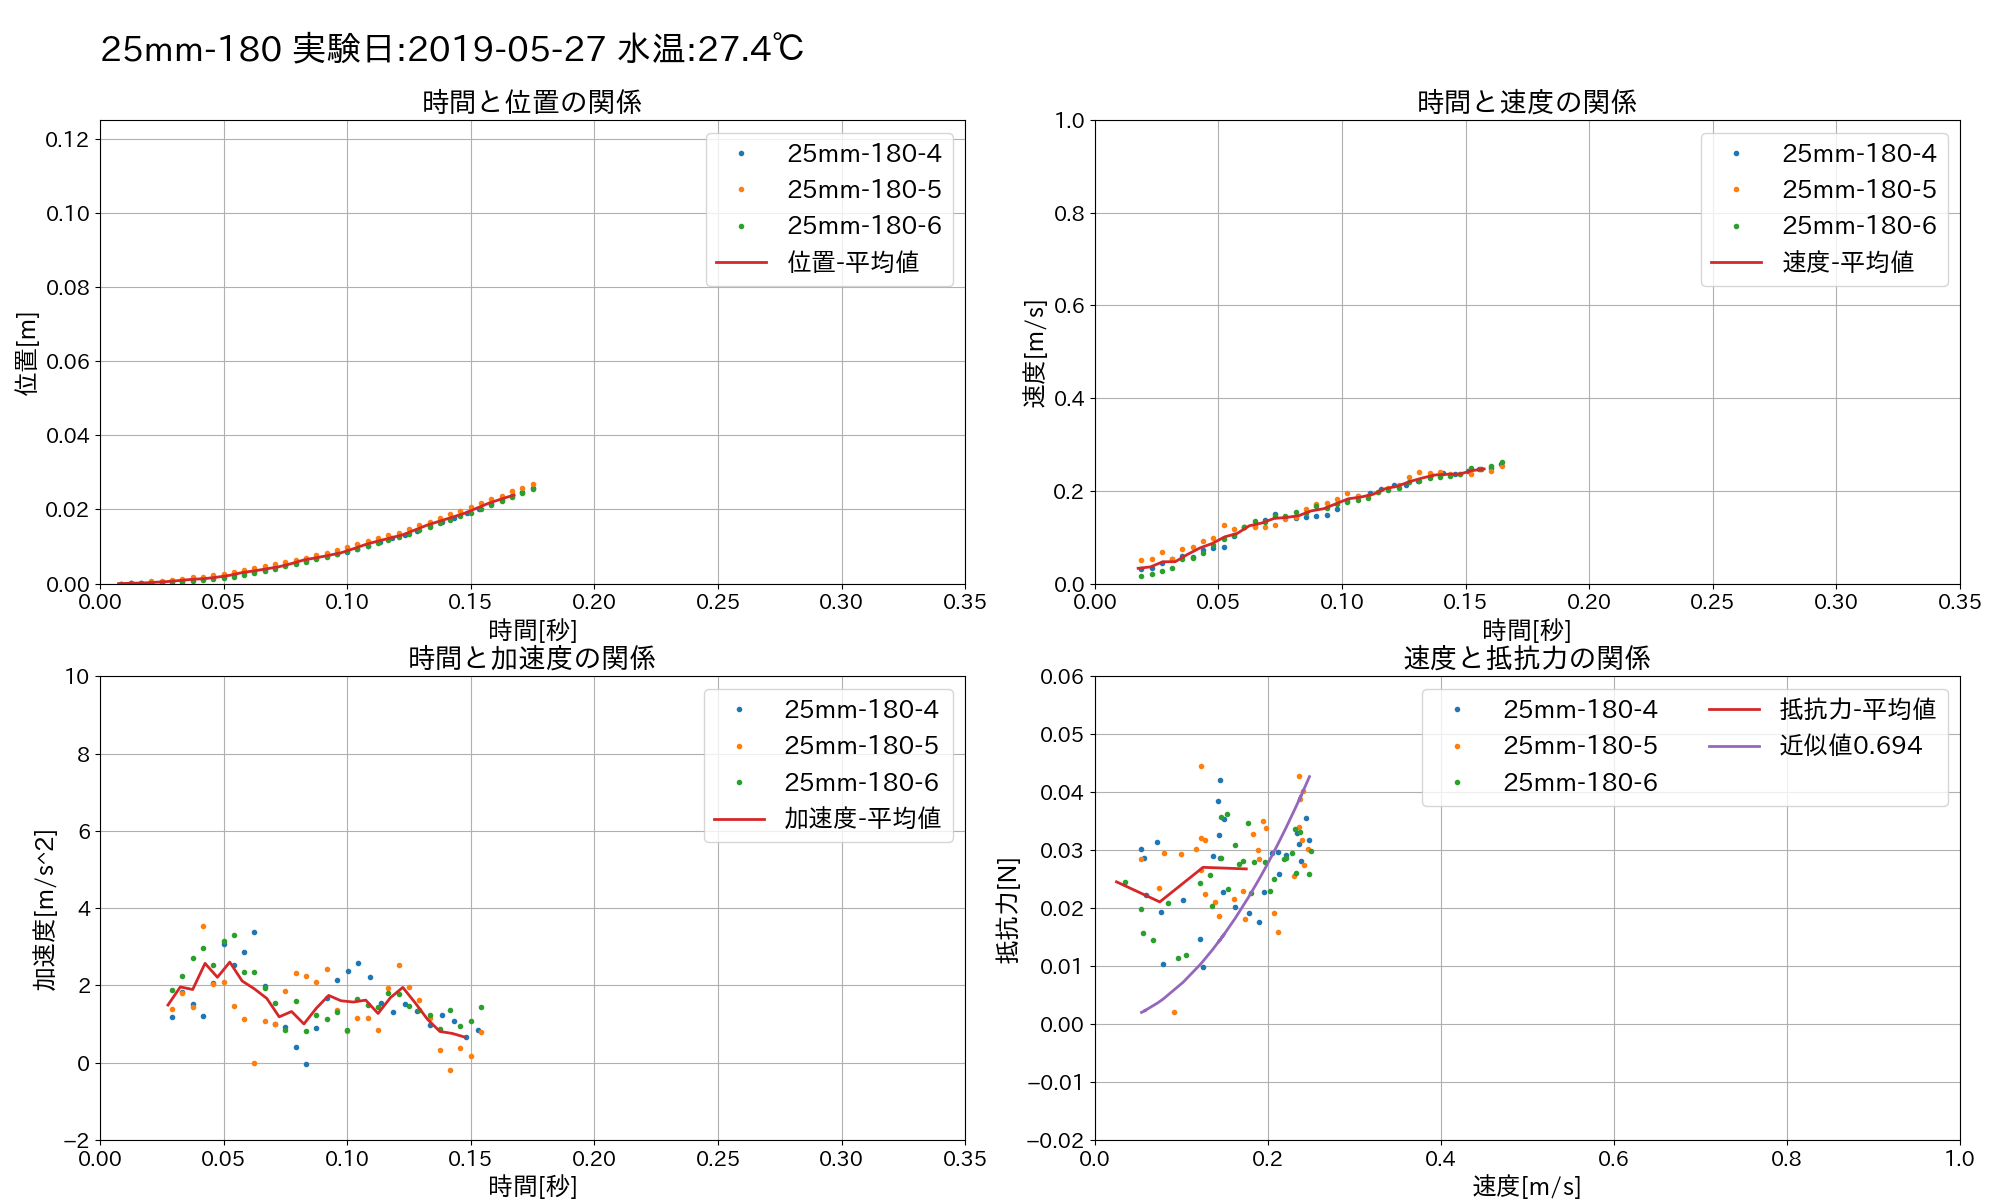 25mm-180 実験日:2019-05-27 水温:27.4℃
時間と位置の関係
0.12
0.10
0.08
0.06
0.04
0.02
0.00
位置[m]
25mm-180-4
25mm-180-5
25mm-180-6
位置-平均値
0.00 0.05 0.10 0.15 0.20 0.25 0.30 0.35
時間[秒]
時間と速度の関係
1.0
0.8
0.6
0.4
0.2
0.0
速度[m/s]
25mm-180-4
25mm-180-5
25mm-180-6
速度-平均値
0.00 0.05 0.10 0.15 0.20 0.25 0.30 0.35
時間[秒]
時間と加速度の関係
10
8
6
4
2
0
−2
加速度[m/s^2]
25mm-180-4
25mm-180-5
25mm-180-6
加速度-平均値
0.00 0.05 0.10 0.15 0.20 0.25 0.30 0.35
時間[秒]
速度と抵抗力の関係
0.06
0.05
0.04
0.03
0.02
0.01
0.00
−0.01
−0.02
抵抗力[N]
25mm-180-4
25mm-180-5
25mm-180-6
抵抗力-平均値
近似値0.694
0.0 0.2 0.4 0.6 0.8 1.0
速度[m/s]